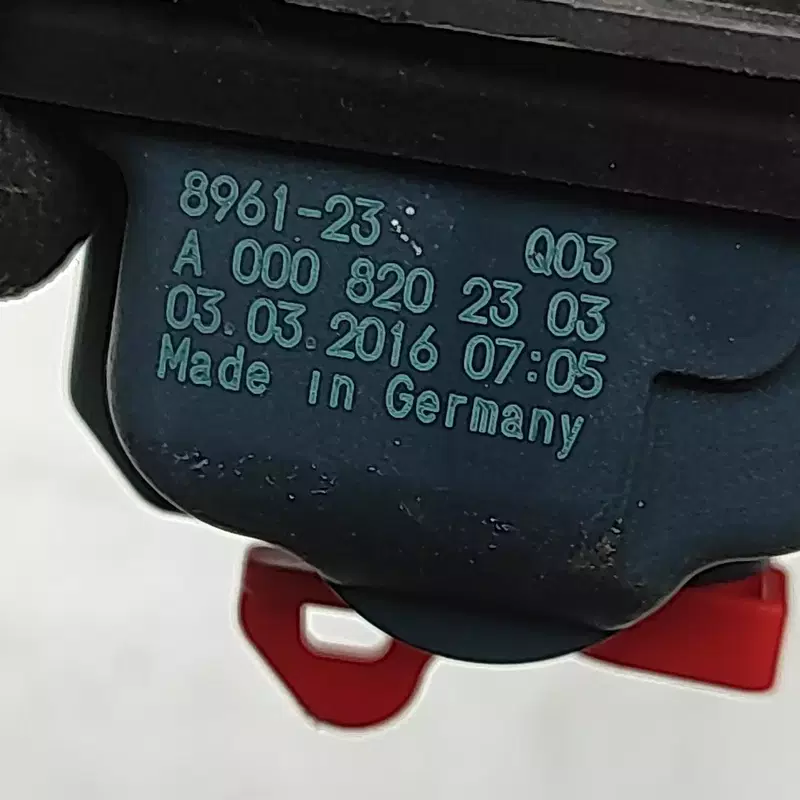 8961-23 Q03
A 000 820 23 03
03.03.2016 07:05
Made in Germany